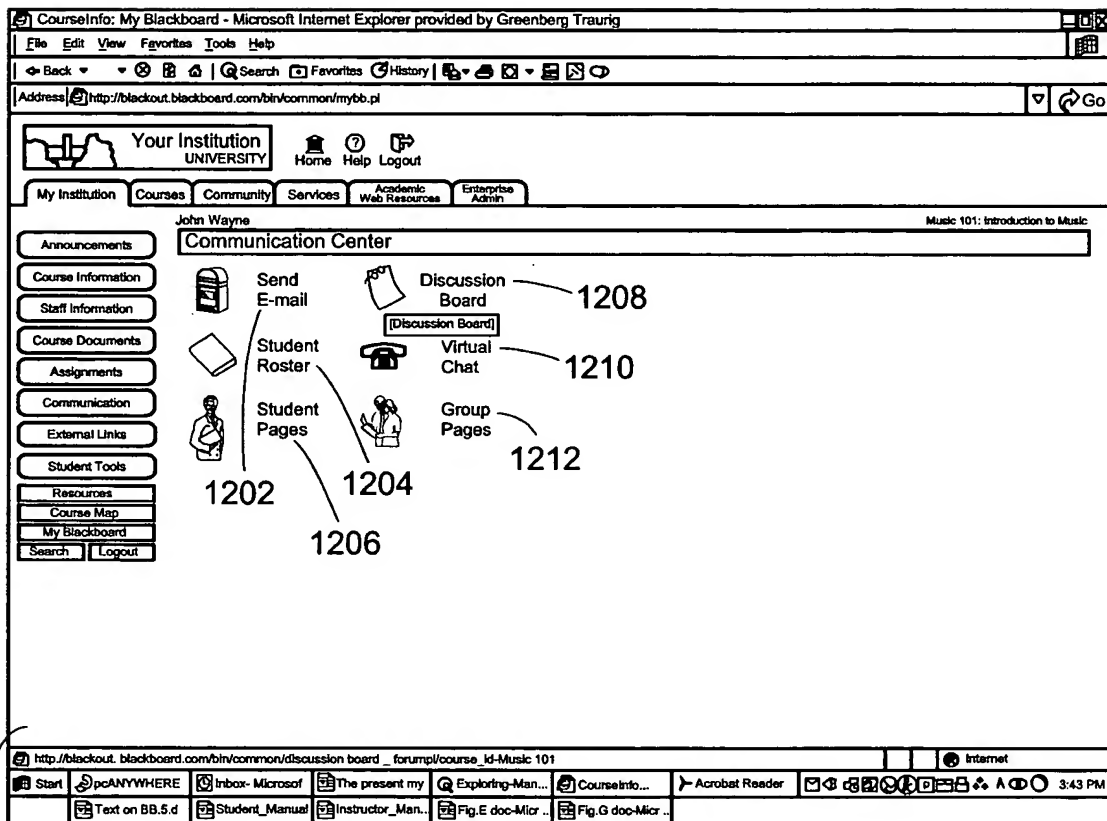 CourseInfo: My Blackboard - Microsoft Internet Explorer provided by Greenberg Traurig
File Edit View Favorites Tools Help
Back Search Favorites History
Address http://blackout.blackboard.com/bin/common/mybb.pl Go
Your Institution
UNIVERSITY
Home Help Logout
My Institution Courses Community Services Academic Web Resources Enterprise Admin
John Wayne Music 101: Introduction to Music
Communication Center
Announcements
Course Information
Staff Information
Course Documents
Assignments
Communication
External Links
Student Tools
Resources
Course Map
My Blackboard
Search Logout
Send
E-mail
Discussion
Board
1208
[Discussion Board]
Student
Roster
Virtual
Chat
1210
Student
Pages
Group
Pages
1212
1202
1204
1206
http://blackout. blackboard.com/bin/common/discussion board _ forumpl/course_id-Music 101 Internet
Start pcANYWHERE Inbox- Microsof The present my Exploring-Man... CourseInfo... Acrobat Reader 3:43 PM
Text on BB.5.d Student_Manual Instructor_Man.. Fig.E doc-Micr .. Fig.G doc-Micr ..